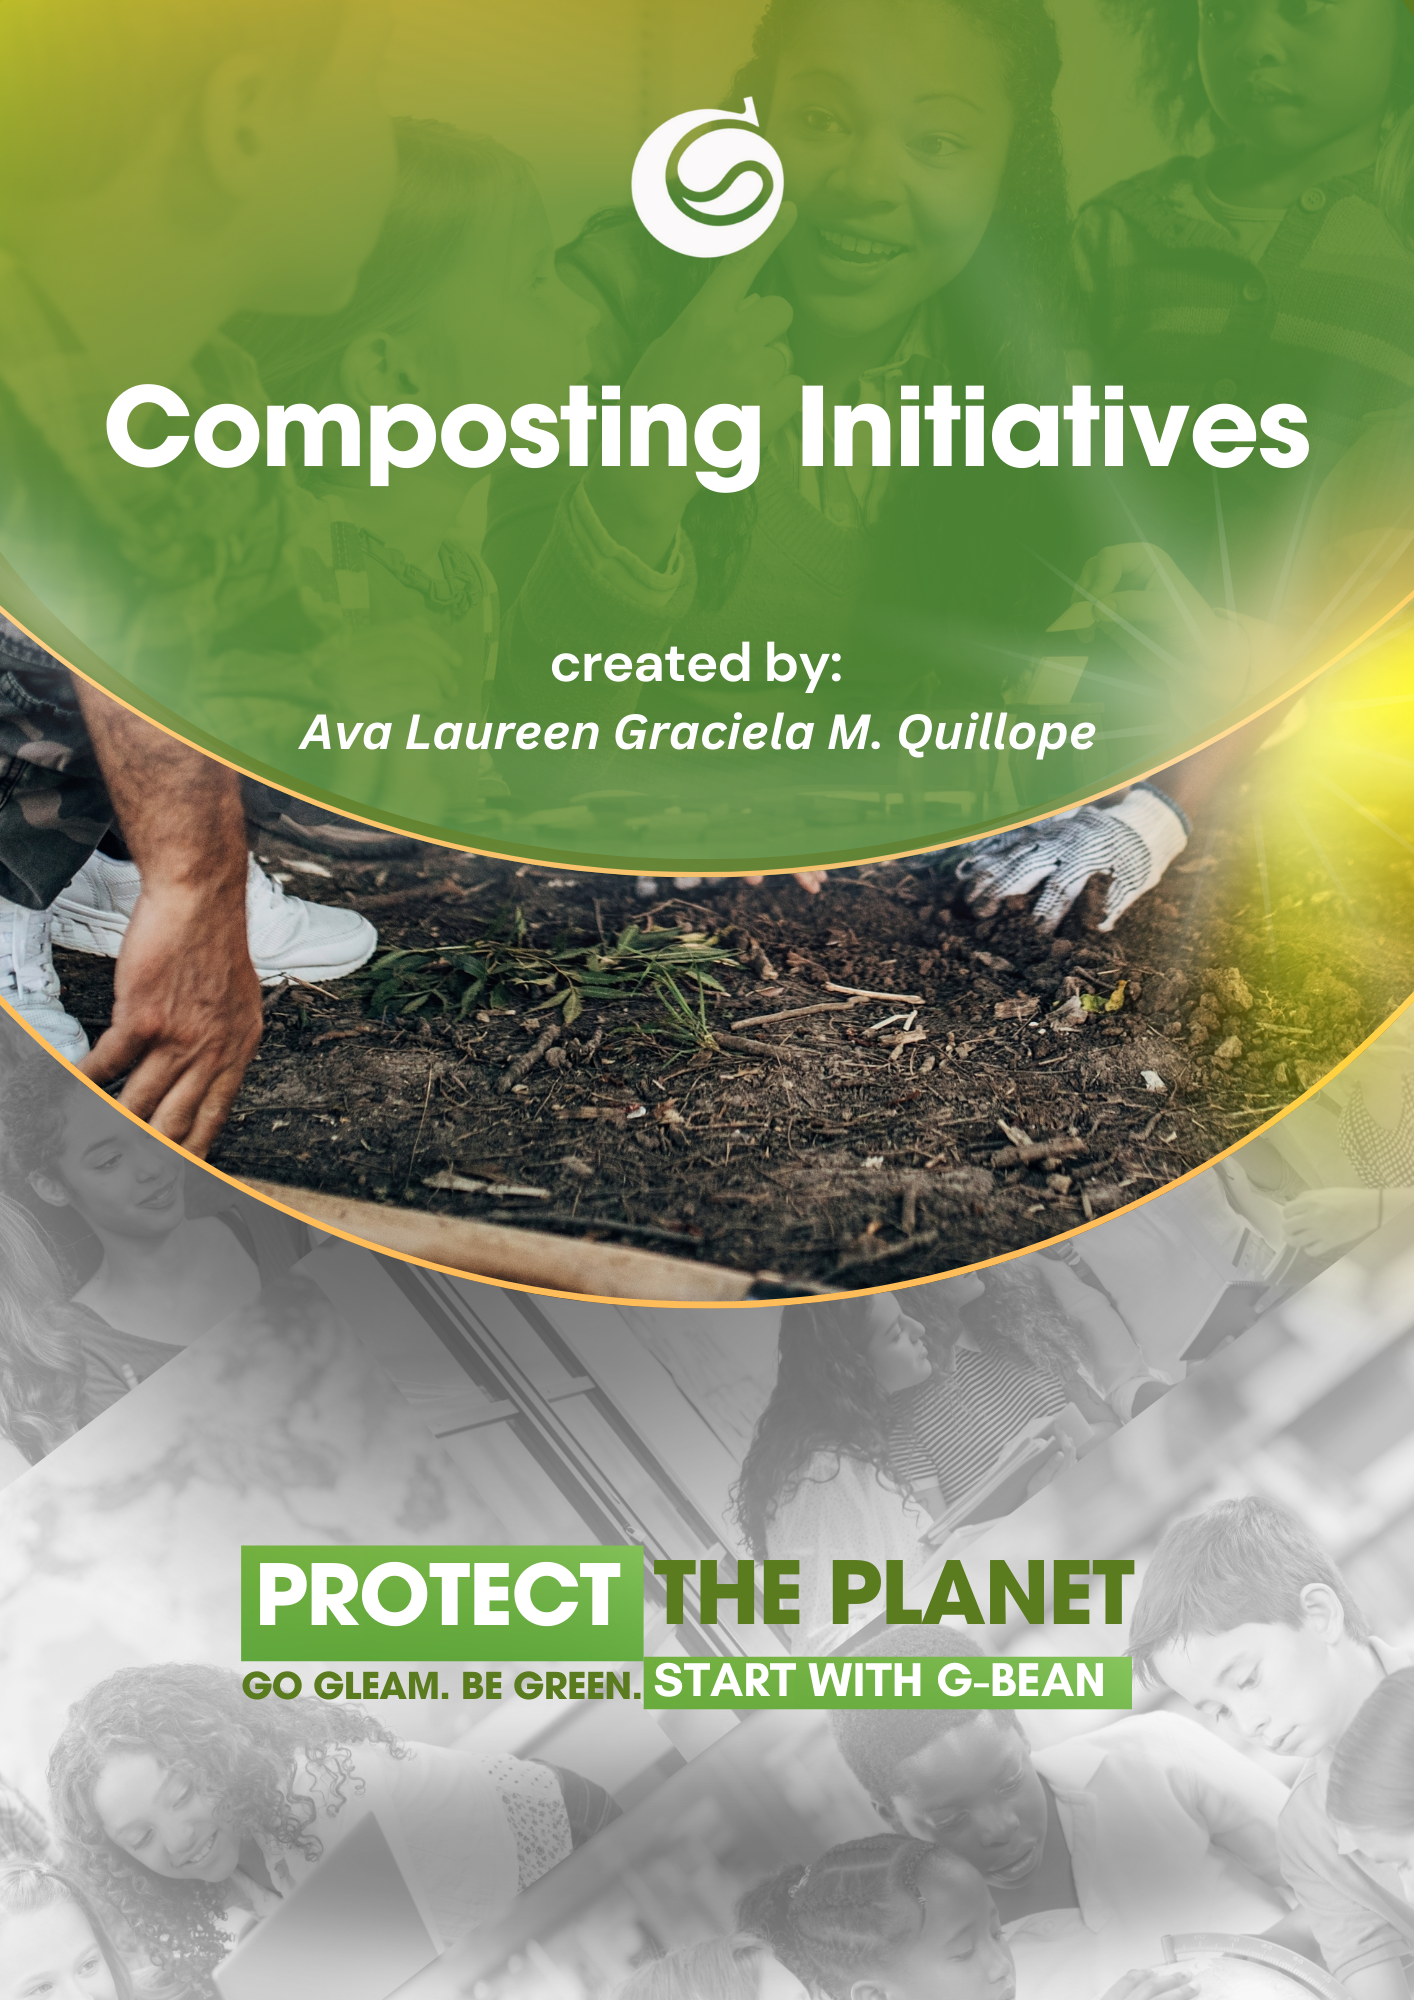 Composting Initiatives
created by:
Ava Laureen Graciela M. Quillope
PROTECT THE PLANET
GO GLEAM. BE GREEN. START WITH G-BEAN